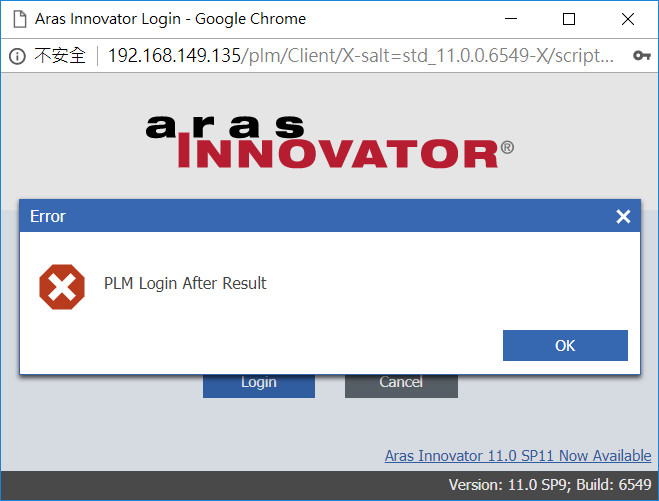 Aras Innovator Login - Google Chrome
不安全 192.168.149.135/plm/Client/X-salt=std_11.0.0.6549-X/script...
aras
INNOVATOR®
Error
PLM Login After Result
OK
Login Cancel
Aras Innovator 11.0 SP11 Now Available
Version: 11.0 SP9; Build: 6549